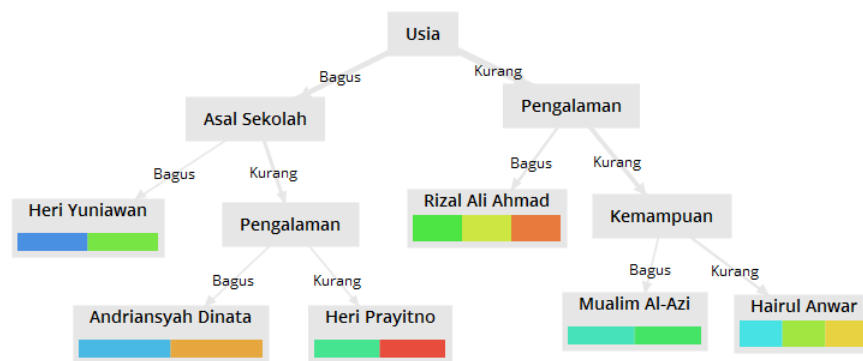 Usia
Bagus
Kurang
Asal Sekolah
Pengalaman
Bagus
Kurang
Bagus
Kurang
Heri Yuniawan
Pengalaman
Rizal Ali Ahmad
Kemampuan
Bagus
Kurang
Bagus
Kurang
Andriansyah Dinata
Heri Prayitno
Mualim Al-Azi
Hairul Anwar